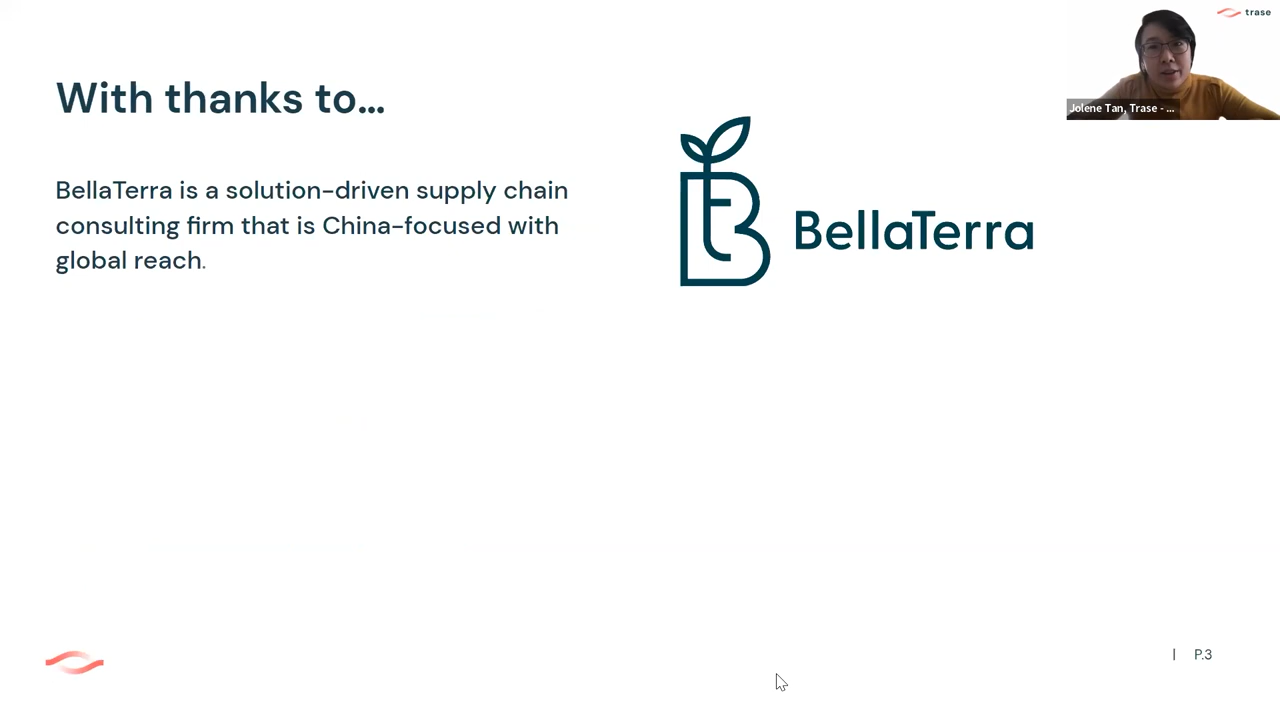 trase
With thanks to...
Jolene Tan, Trase - ...
BellaTerra is a solution-driven supply chain
consulting firm that is China-focused with
global reach.
BellaTerra
| P.3